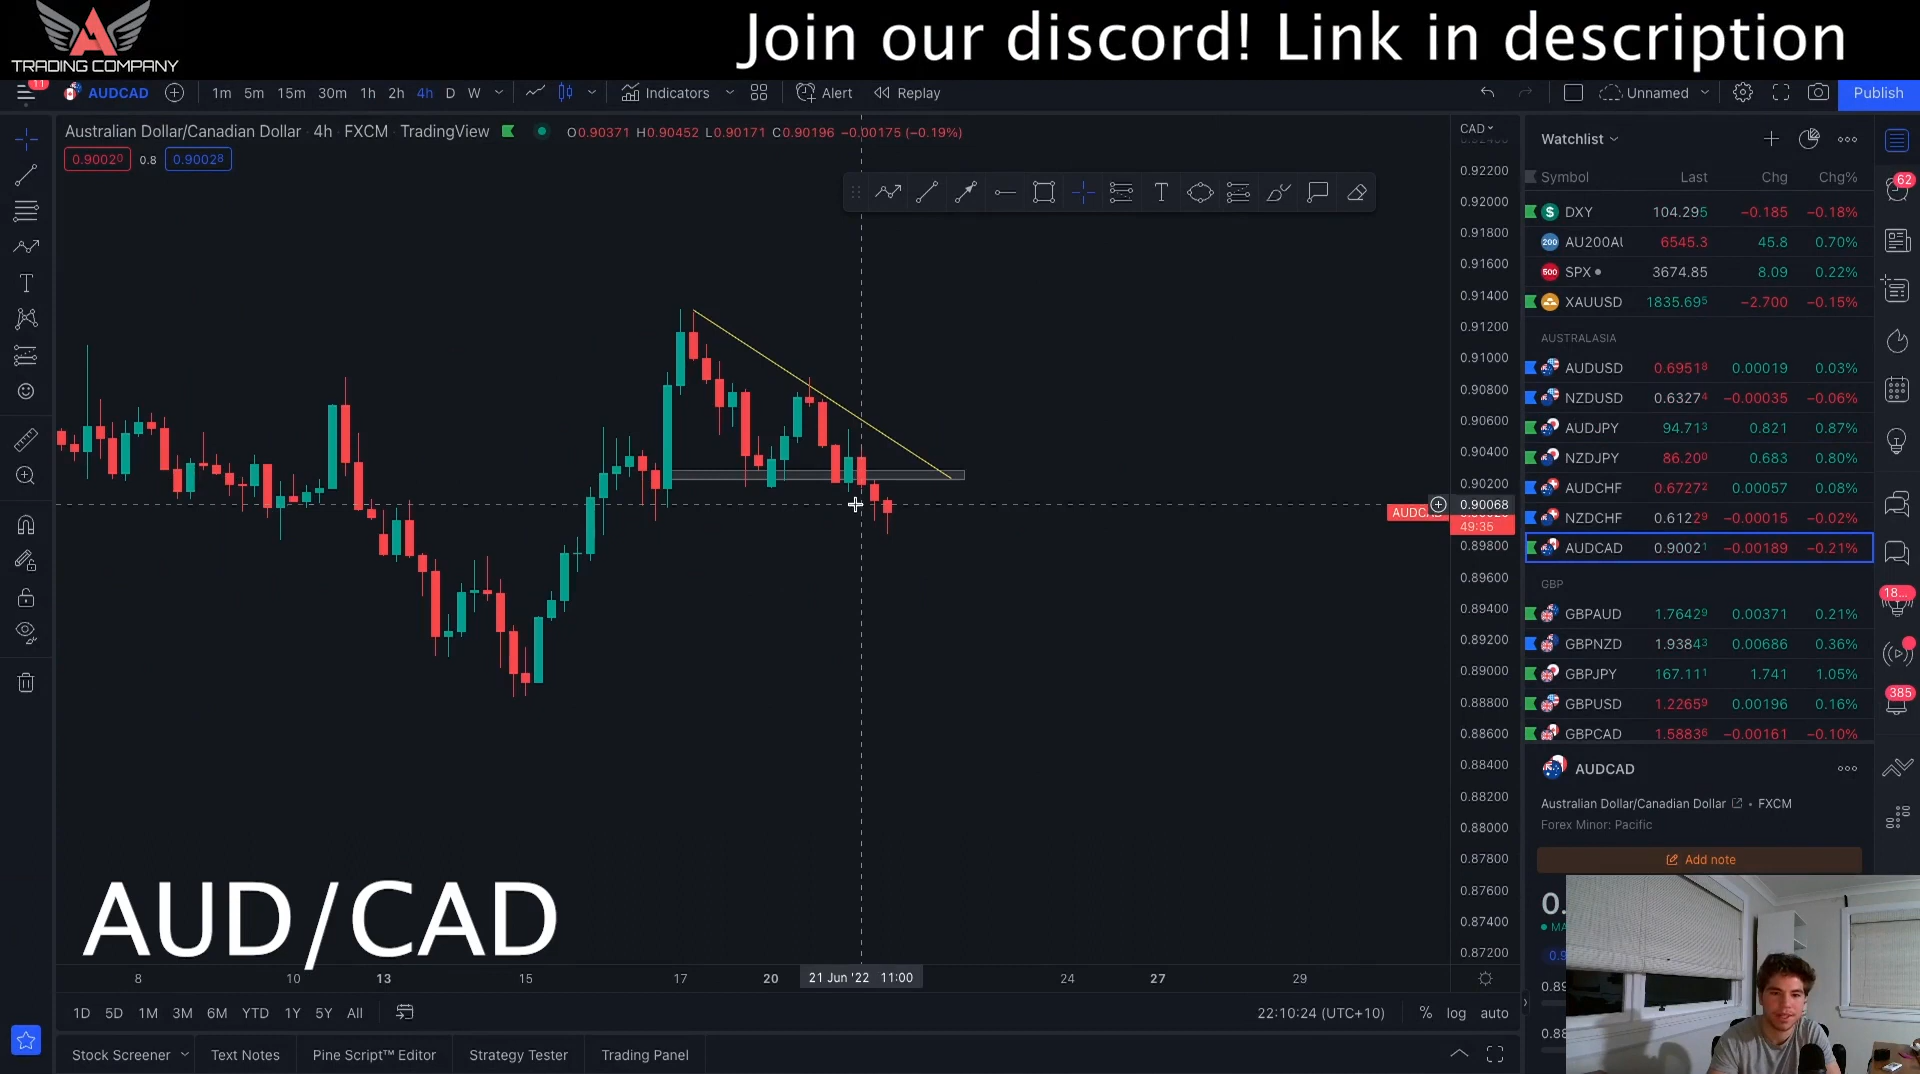 Join our discord! Link in description
TRADING COMPANY
11
AUDCAD
1m 5m 15m 30m 1h 2h 4h D W
Indicators
Alert
Replay
Unnamed
Publish
Australian Dollar/Canadian Dollar · 4h · FXCM · TradingView
O0.90371 H0.90452 L0.90171 C0.90196 −0.00175 (−0.19%)
0.90020 0.8 0.90028
CAD
0.92200
0.92000
0.91800
0.91600
0.91400
0.91200
0.91000
0.90800
0.90600
0.90400
0.90200
0.90068
49:35
0.89800
0.89600
0.89400
0.89200
0.89000
0.88800
0.88600
0.88400
0.88200
0.88000
0.87800
0.87600
0.87400
0.87200
AUD/CAD
8 10 13 15 17 20 21 Jun '22 11:00 24 27 29
1D 5D 1M 3M 6M YTD 1Y 5Y All
22:10:24 (UTC+10) % log auto
Stock Screener Text Notes Pine Script™ Editor Strategy Tester Trading Panel
Watchlist
Symbol Last Chg Chg%
DXY 104.295 −0.185 −0.18%
AU200AU 6545.3 45.8 0.70%
SPX 3674.85 8.09 0.22%
XAUUSD 1835.695 −2.700 −0.15%
AUSTRALASIA
AUDUSD 0.69518 0.00019 0.03%
NZDUSD 0.63274 −0.00035 −0.06%
AUDJPY 94.713 0.821 0.87%
NZDJPY 86.200 0.683 0.80%
AUDCHF 0.67272 0.00057 0.08%
NZDCHF 0.61229 −0.00015 −0.02%
AUDCAD 0.90021 −0.00189 −0.21%
GBP
GBPAUD 1.76429 0.00371 0.21%
GBPNZD 1.93843 0.00686 0.36%
GBPJPY 167.111 1.741 1.05%
GBPUSD 1.22659 0.00196 0.16%
GBPCAD 1.58836 −0.00161 −0.10%
AUDCAD
Australian Dollar/Canadian Dollar • FXCM
Forex Minor: Pacific
Add note
62
18...
385